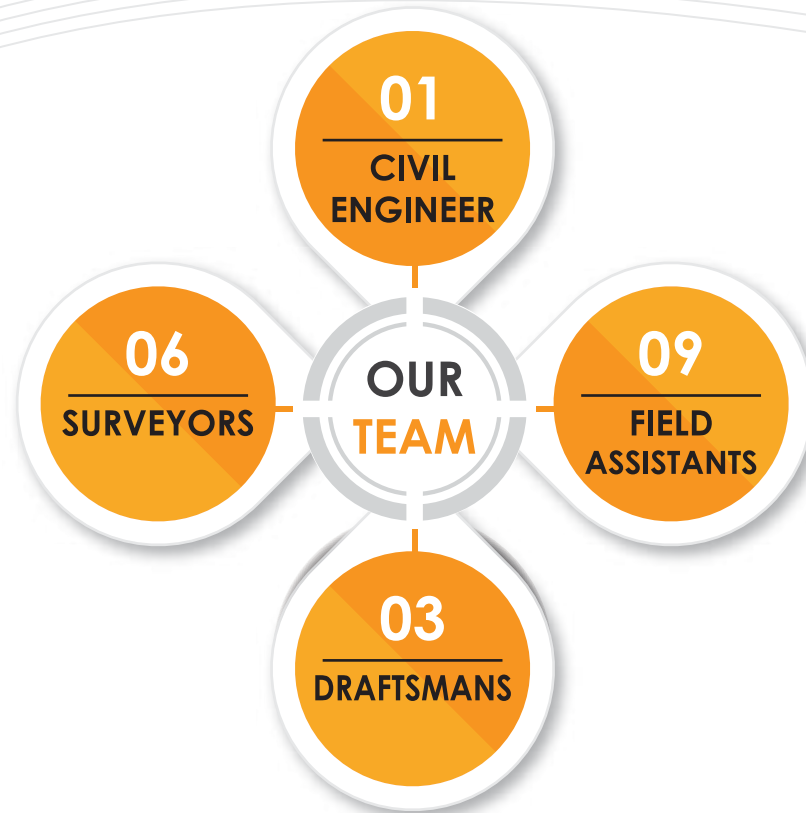 01
CIVIL
ENGINEER
06
SURVEYORS
OUR
TEAM
09
FIELD
ASSISTANTS
03
DRAFTSMANS